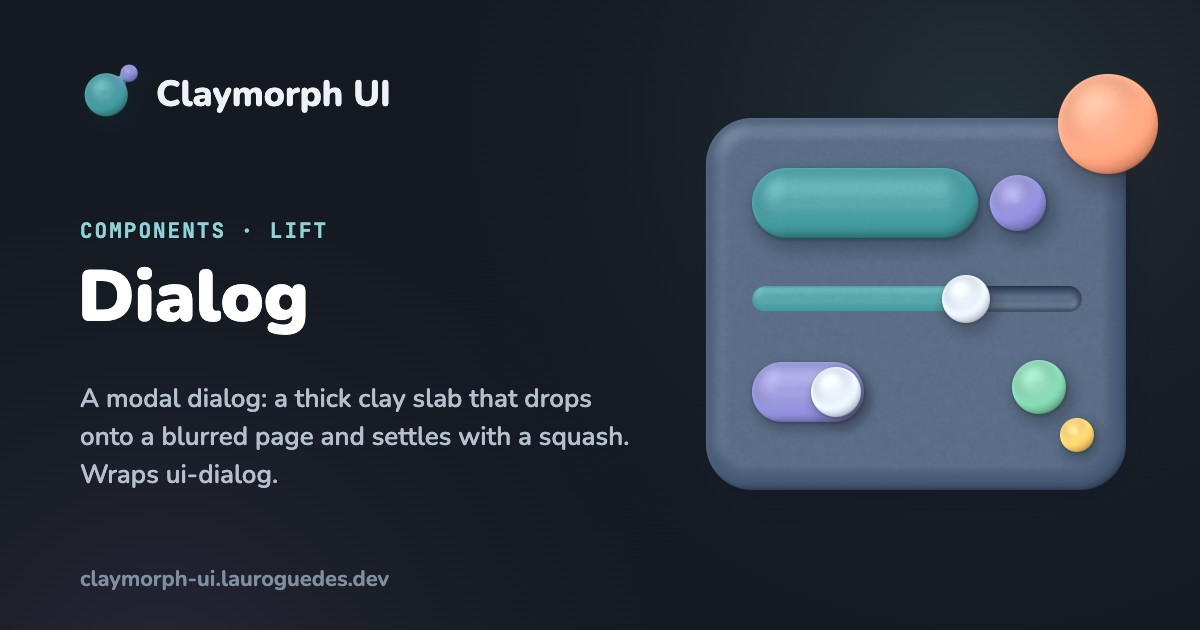 Claymorph UI
COMPONENTS · LIFT
Dialog
A modal dialog: a thick clay slab that drops
onto a blurred page and settles with a squash.
Wraps ui-dialog.
claymorph-ui.lauroguedes.dev